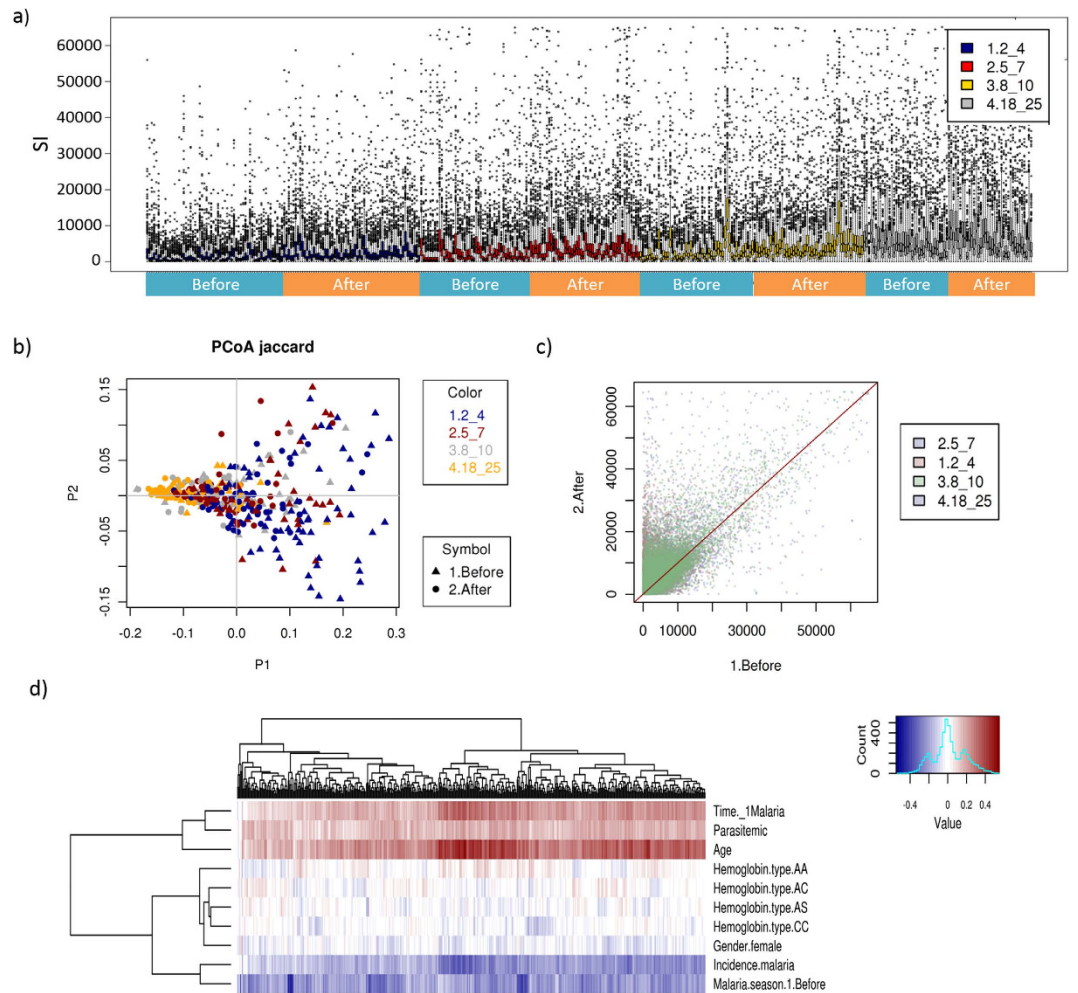 a)
SI
60000
50000
40000
30000
20000
10000
0
1.2_4
2.5_7
3.8_10
4.18_25
Before After Before After Before After Before After
b)
PCoA jaccard
P2
0.15
0.05
-0.05
-0.15
-0.2 -0.1 0.0 0.1 0.2 0.3
P1
Color
1.2_4
2.5_7
3.8_10
4.18_25
Symbol
1.Before
2.After
c)
2.After
60000
40000
20000
0
0 10000 30000 50000
1.Before
2.5_7
1.2_4
3.8_10
4.18_25
d)
Time._1Malaria
Parasitemic
Age
Hemoglobin.type.AA
Hemoglobin.type.AC
Hemoglobin.type.AS
Hemoglobin.type.CC
Gender.female
Incidence.malaria
Malaria.season.1.Before
Count
400
0
-0.4 0 0.2 0.4
Value